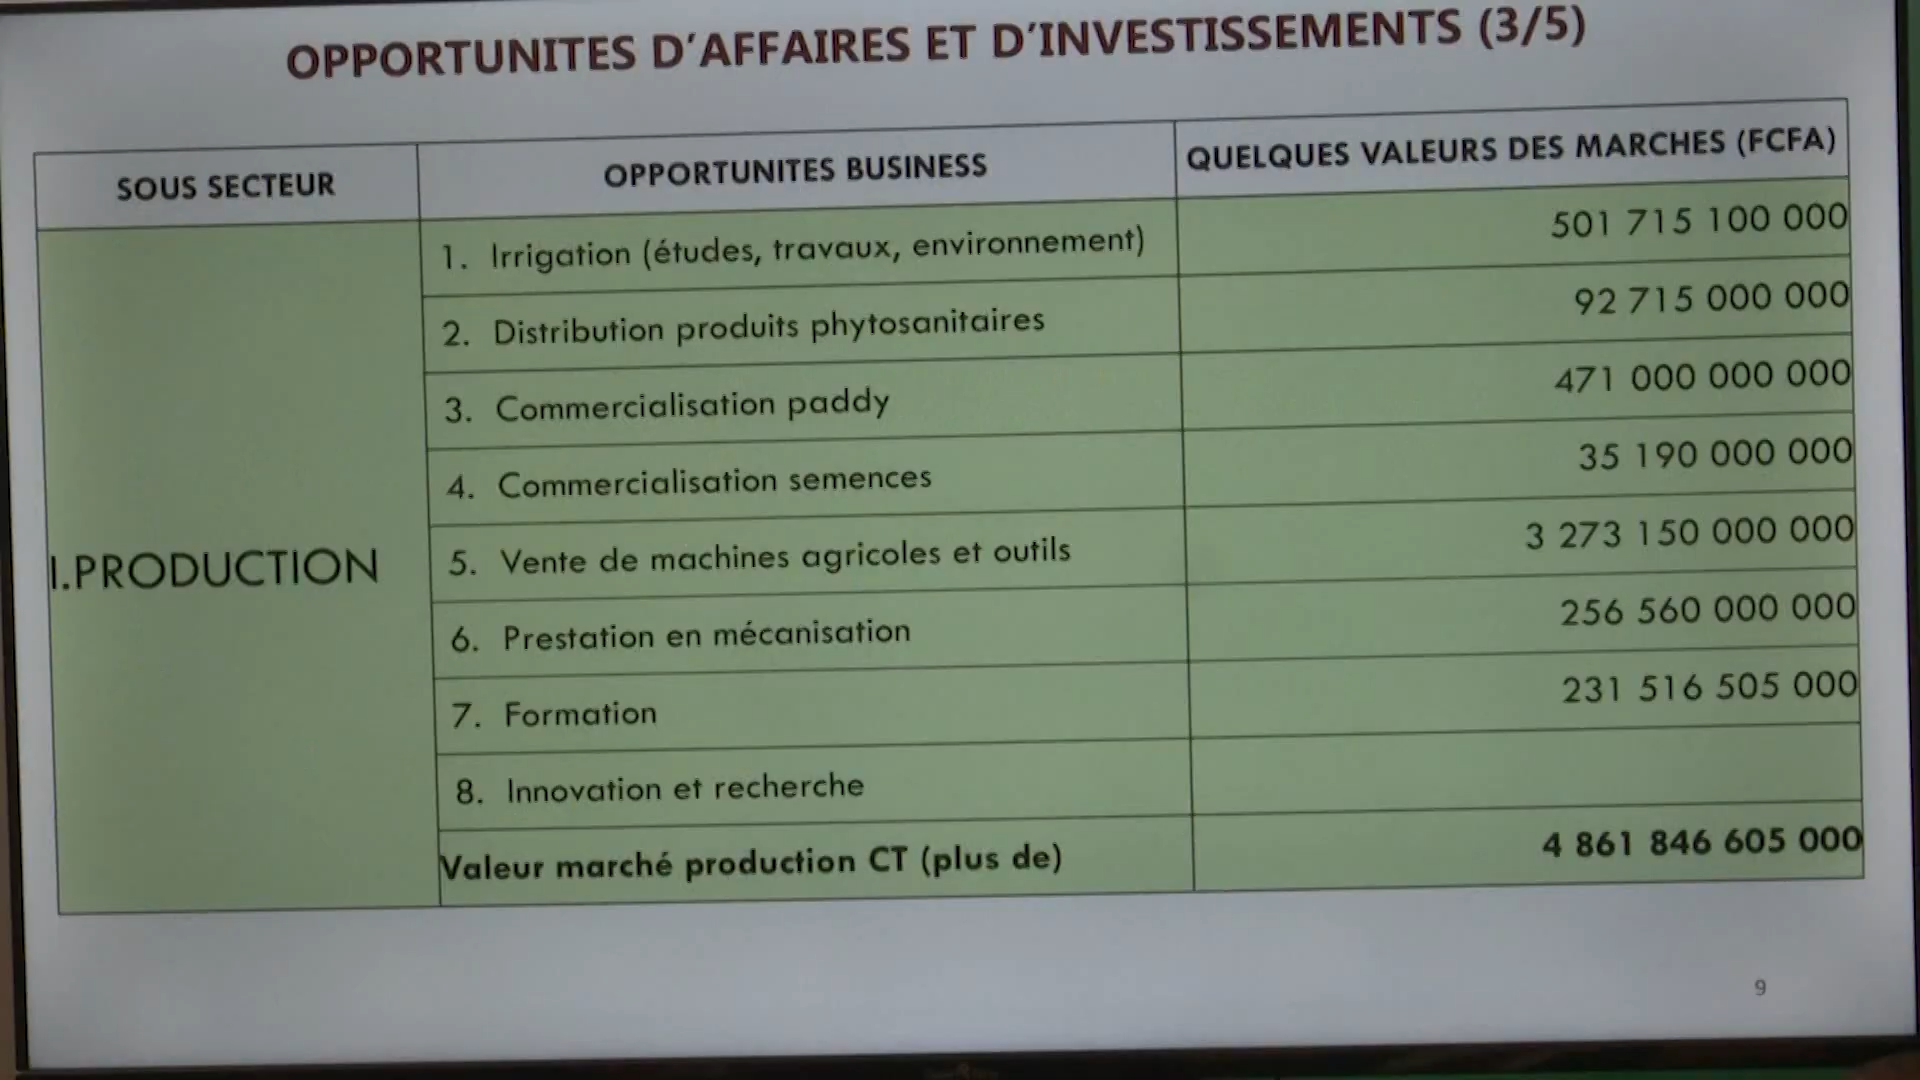 OPPORTUNITES D'AFFAIRES ET D'INVESTISSEMENTS (3/5)
SOUS SECTEUR
OPPORTUNITES BUSINESS
QUELQUES VALEURS DES MARCHES (FCFA)
I.PRODUCTION
1. Irrigation (études, travaux, environnement)
501 715 100 000
2. Distribution produits phytosanitaires
92 715 000 000
3. Commercialisation paddy
471 000 000 000
4. Commercialisation semences
35 190 000 000
5. Vente de machines agricoles et outils
3 273 150 000 000
6. Prestation en mécanisation
256 560 000 000
7. Formation
231 516 505 000
8. Innovation et recherche
Valeur marché production CT (plus de)
4 861 846 605 000
9